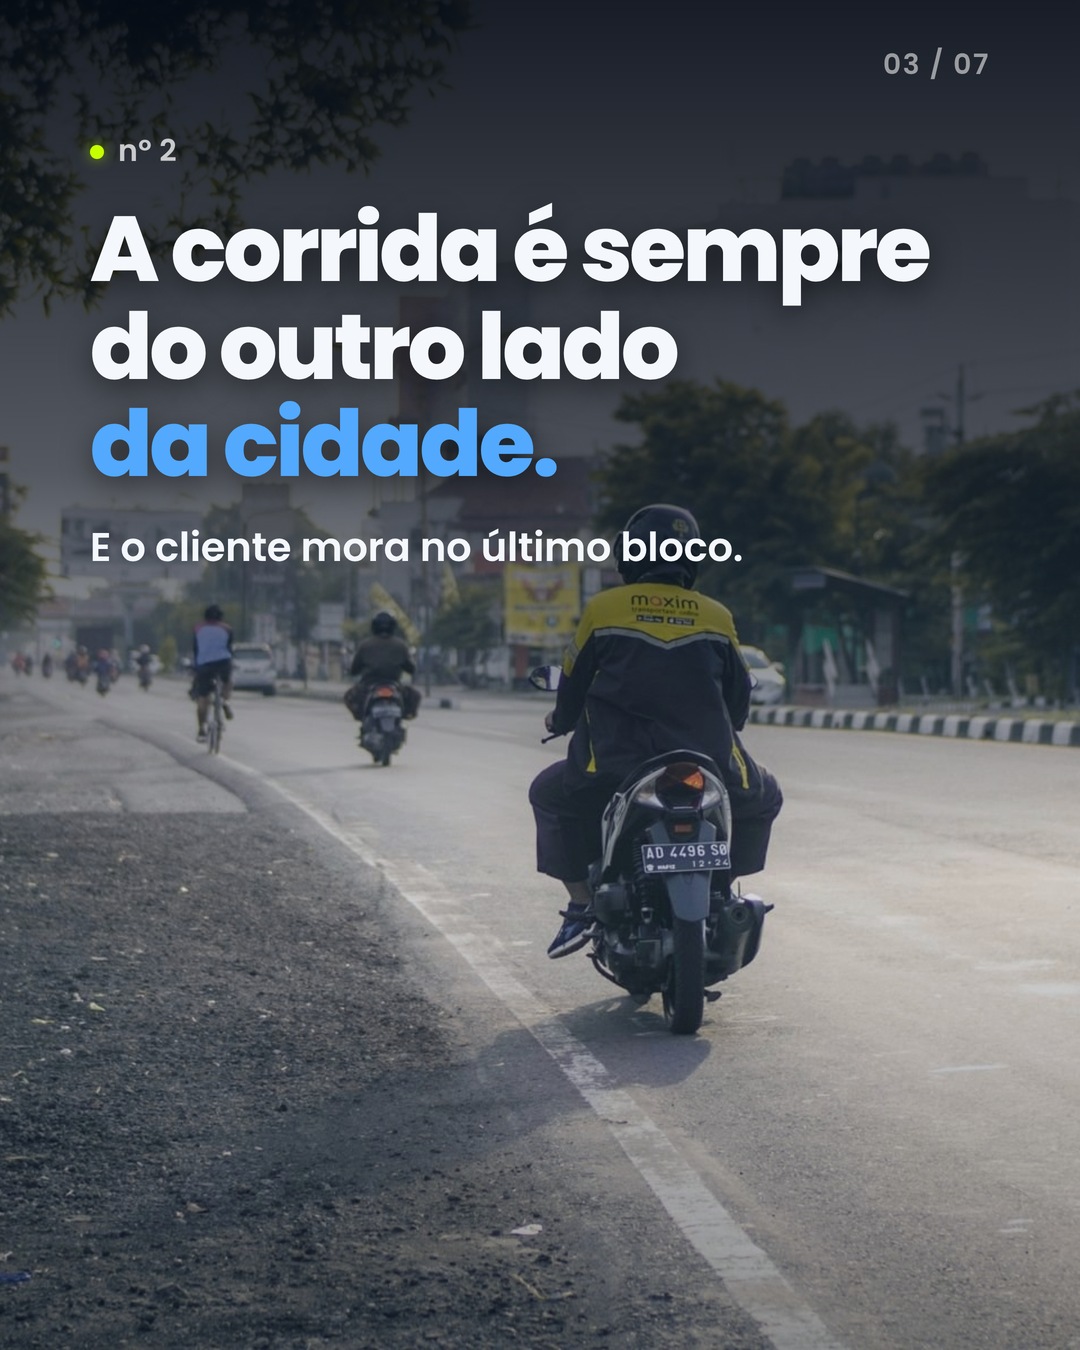 03 / 07
nº 2
A corrida é sempre
do outro lado
da cidade.
E o cliente mora no último bloco.
maxim
AD 4496 SO
12·24